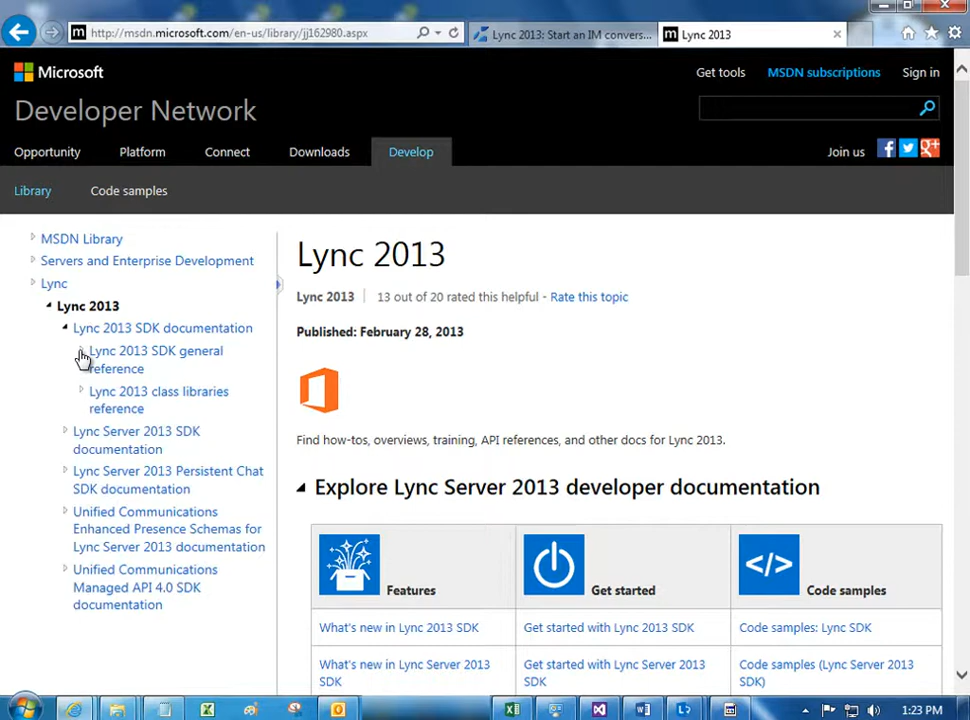 http://msdn.microsoft.com/en-us/library/jj162980.aspx
Lync 2013: Start an IM convers...
Lync 2013
Microsoft
Get tools
MSDN subscriptions
Sign in
Developer Network
Opportunity
Platform
Connect
Downloads
Develop
Join us
Library
Code samples
MSDN Library
Servers and Enterprise Development
Lync
Lync 2013
Lync 2013 SDK documentation
Lync 2013 SDK general
reference
Lync 2013 class libraries
reference
Lync Server 2013 SDK
documentation
Lync Server 2013 Persistent Chat
SDK documentation
Unified Communications
Enhanced Presence Schemas for
Lync Server 2013 documentation
Unified Communications
Managed API 4.0 SDK
documentation
Lync 2013
Lync 2013
13 out of 20 rated this helpful - Rate this topic
Published: February 28, 2013
Find how-tos, overviews, training, API references, and other docs for Lync 2013.
Explore Lync Server 2013 developer documentation
Features
Get started
Code samples
What's new in Lync 2013 SDK
Get started with Lync 2013 SDK
Code samples: Lync SDK
What's new in Lync Server 2013
SDK
Get started with Lync Server 2013
SDK
Code samples (Lync Server 2013
SDK)
1:23 PM